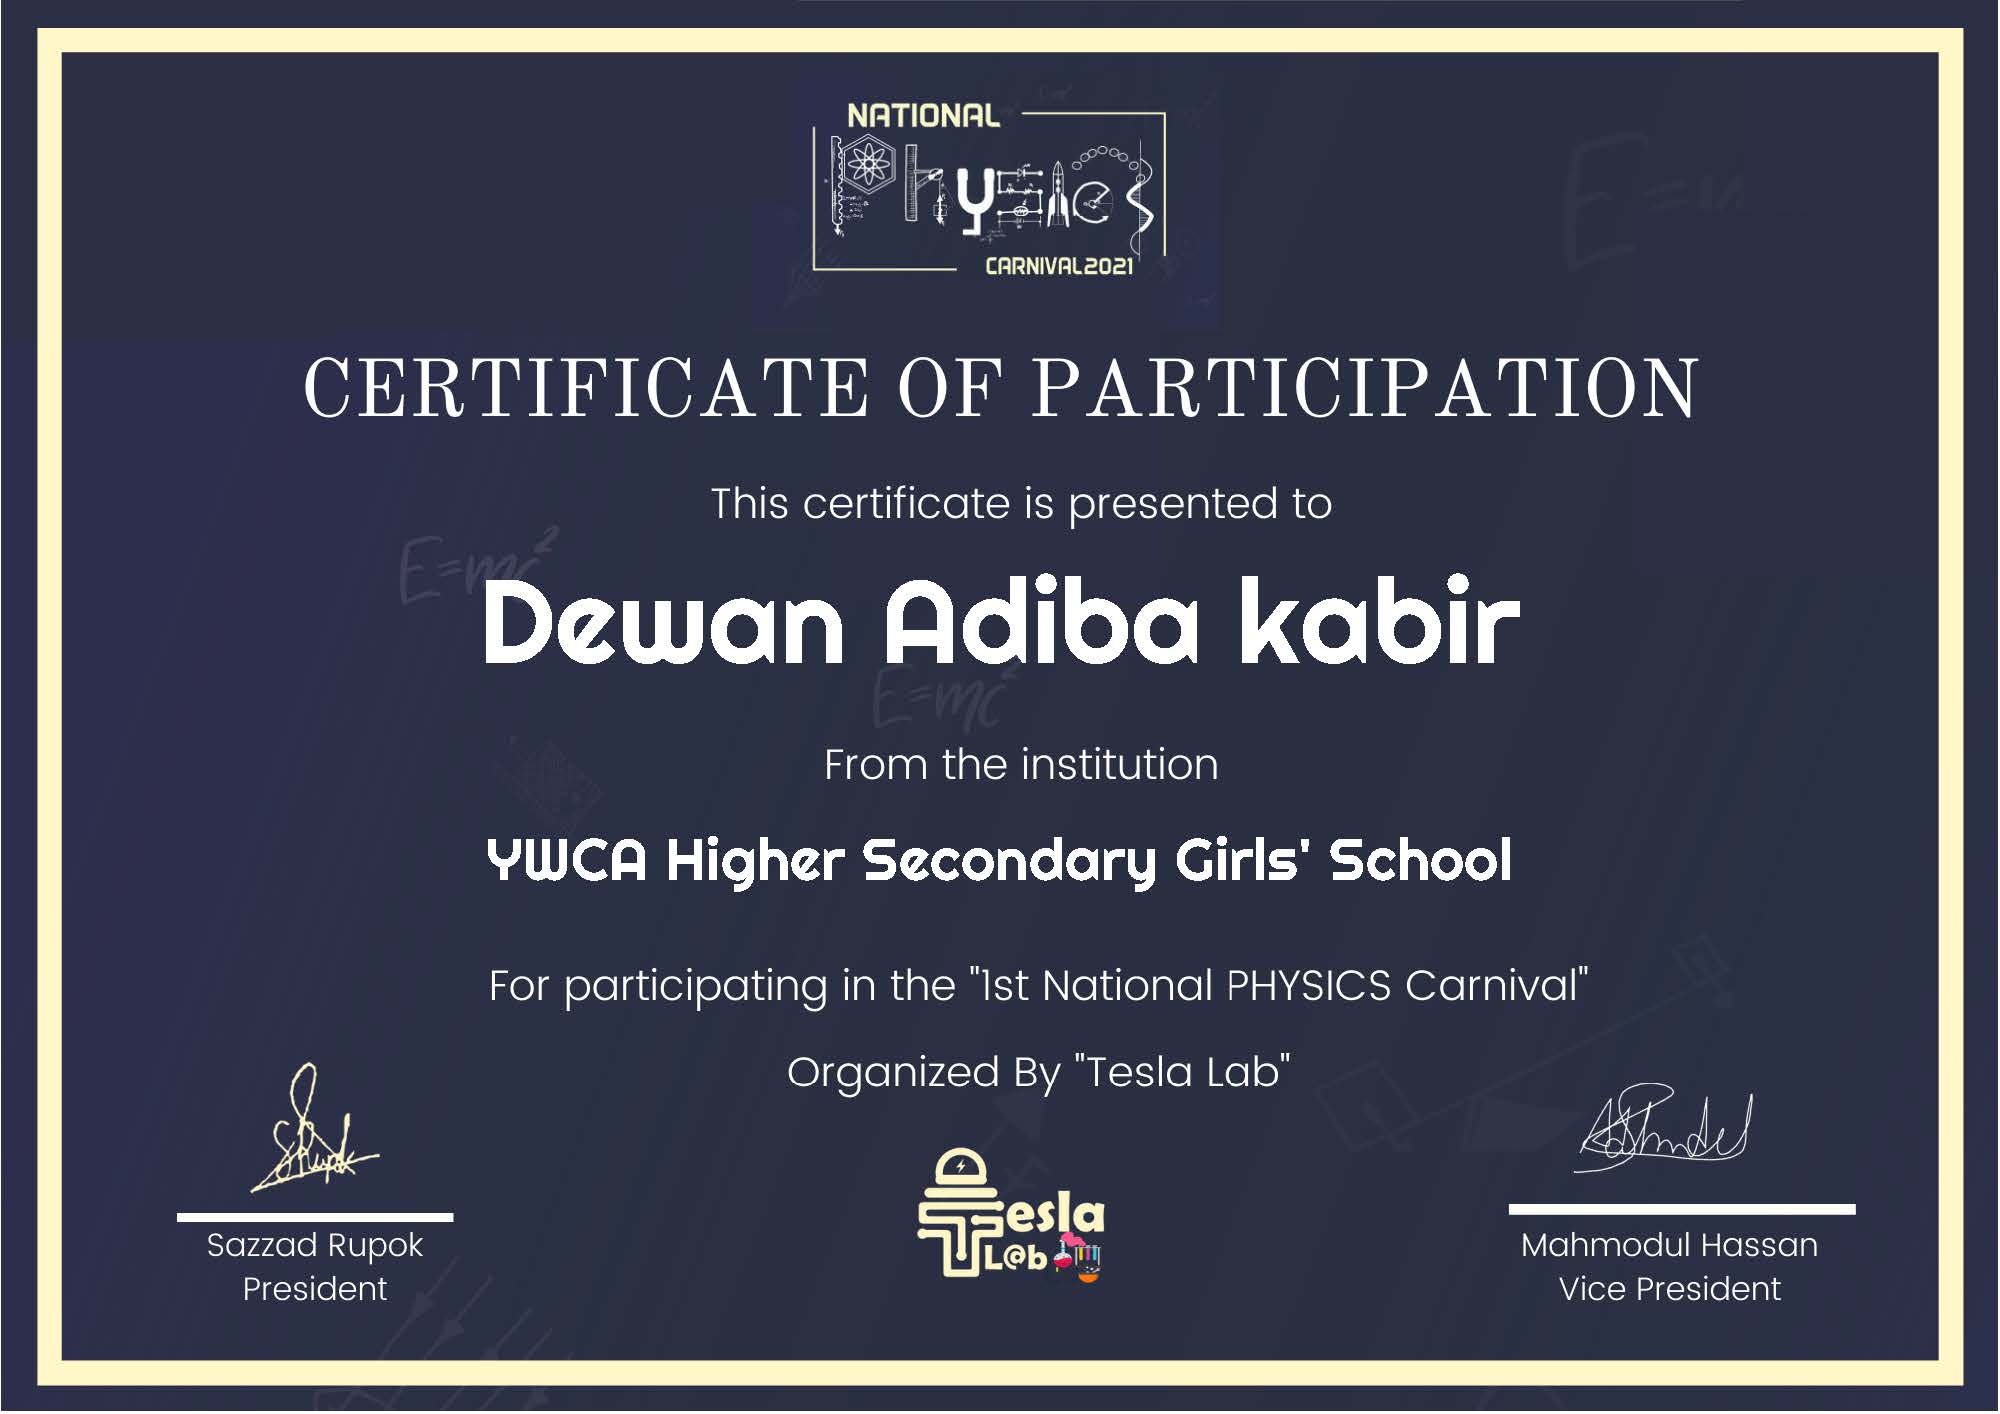 NATIONAL
Physics
CARNIVAL2021
CERTIFICATE OF PARTICIPATION
This certificate is presented to
E=mc²
Dewan Adiba kabir
E=mc²
From the institution
YWCA Higher Secondary Girls' School
For participating in the "1st National PHYSICS Carnival"
Organized By "Tesla Lab"
Tesla
L@b
Sazzad Rupok
President
Mahmodul Hassan
Vice President